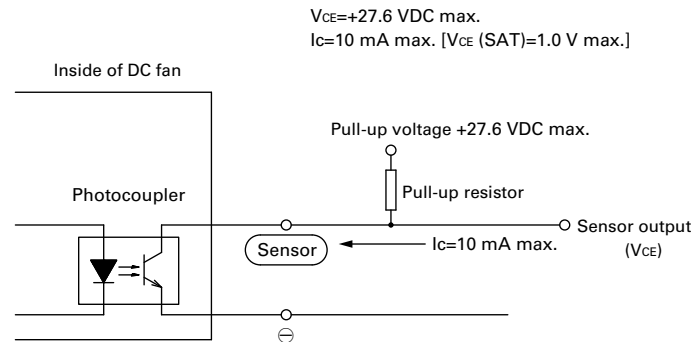 VCE=+27.6 VDC max.
Ic=10 mA max. [VCE (SAT)=1.0 V max.]
Inside of DC fan
Pull-up voltage +27.6 VDC max.
Photocoupler
Pull-up resistor
Sensor
Ic=10 mA max.
Sensor output
(VCE)
⊖